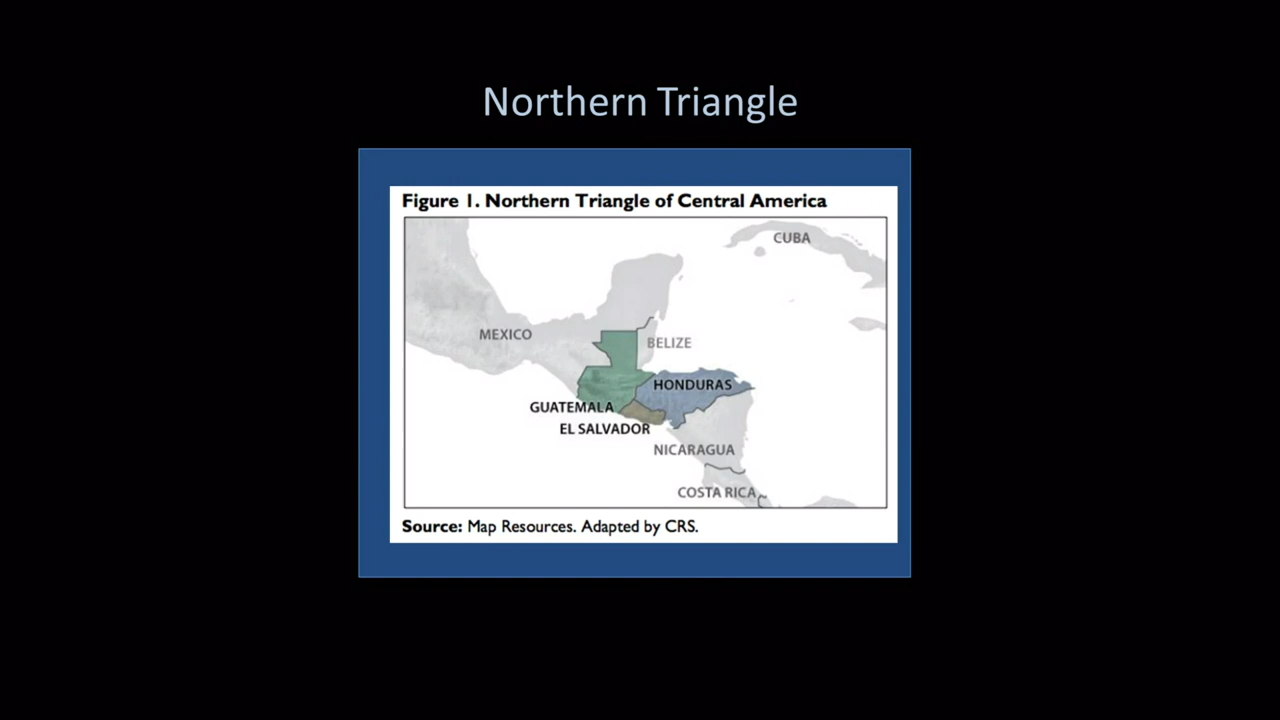 Northern Triangle
Figure 1. Northern Triangle of Central America
CUBA
MEXICO
BELIZE
HONDURAS
GUATEMALA
EL SALVADOR
NICARAGUA
COSTA RICA
Source: Map Resources. Adapted by CRS.